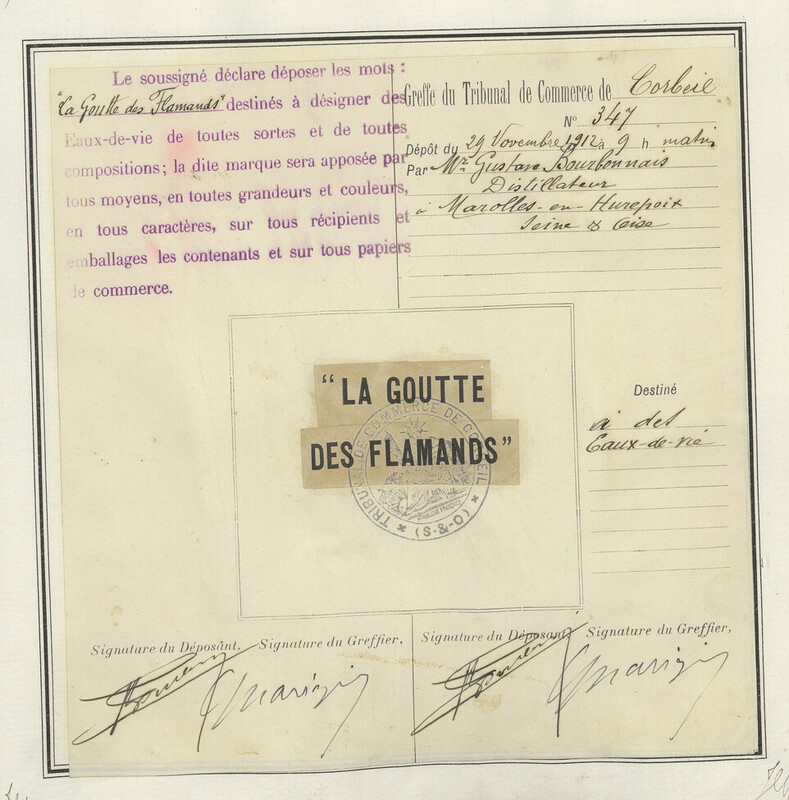 Le soussigné déclare déposer les mots :
"La Goutte des Flamands" destinés à désigner des
Eaux-de-vie de toutes sortes et de toutes
compositions; la dite marque sera apposée par
tous moyens, en toutes grandeurs et couleurs,
en tous caractères, sur tous récipients et
emballages les contenants et sur tous papiers
de commerce.
Greffe du Tribunal de Commerce de Corbeil
N° 347
Dépôt du 29 Novembre 1912 à 9 h matin
Par Mr. Gustave Bourbonnais
Distillateur
à Marolles-en-Hurepoix
Seine & Oise
"LA GOUTTE
DES FLAMANDS"
TRIBUNAL DE COMMERCE DE CORBEIL * (S-&-O) *
Destiné
à des
Eaux-de-vie
Signature du Déposant, Signature du Greffier,
Signature du Déposant, Signature du Greffier,